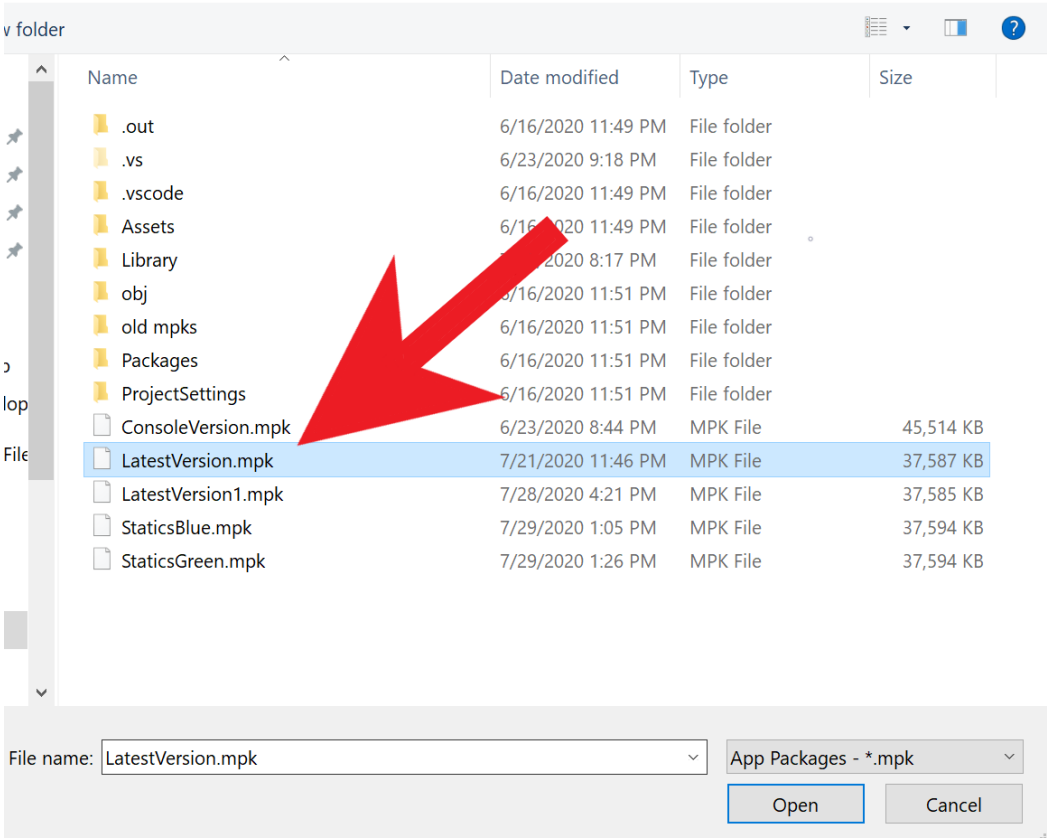 w folder
Name Date modified Type Size
.out 6/16/2020 11:49 PM File folder
.vs 6/23/2020 9:18 PM File folder
.vscode 6/16/2020 11:49 PM File folder
Assets 6/16/2020 11:49 PM File folder
Library 2020 8:17 PM File folder
obj 6/16/2020 11:51 PM File folder
old mpks 6/16/2020 11:51 PM File folder
Packages 6/16/2020 11:51 PM File folder
ProjectSettings 6/16/2020 11:51 PM File folder
ConsoleVersion.mpk 6/23/2020 8:44 PM MPK File 45,514 KB
LatestVersion.mpk 7/21/2020 11:46 PM MPK File 37,587 KB
LatestVersion1.mpk 7/28/2020 4:21 PM MPK File 37,585 KB
StaticsBlue.mpk 7/29/2020 1:05 PM MPK File 37,594 KB
StaticsGreen.mpk 7/29/2020 1:26 PM MPK File 37,594 KB
lop
File
File name: LatestVersion.mpk App Packages - *.mpk
Open Cancel